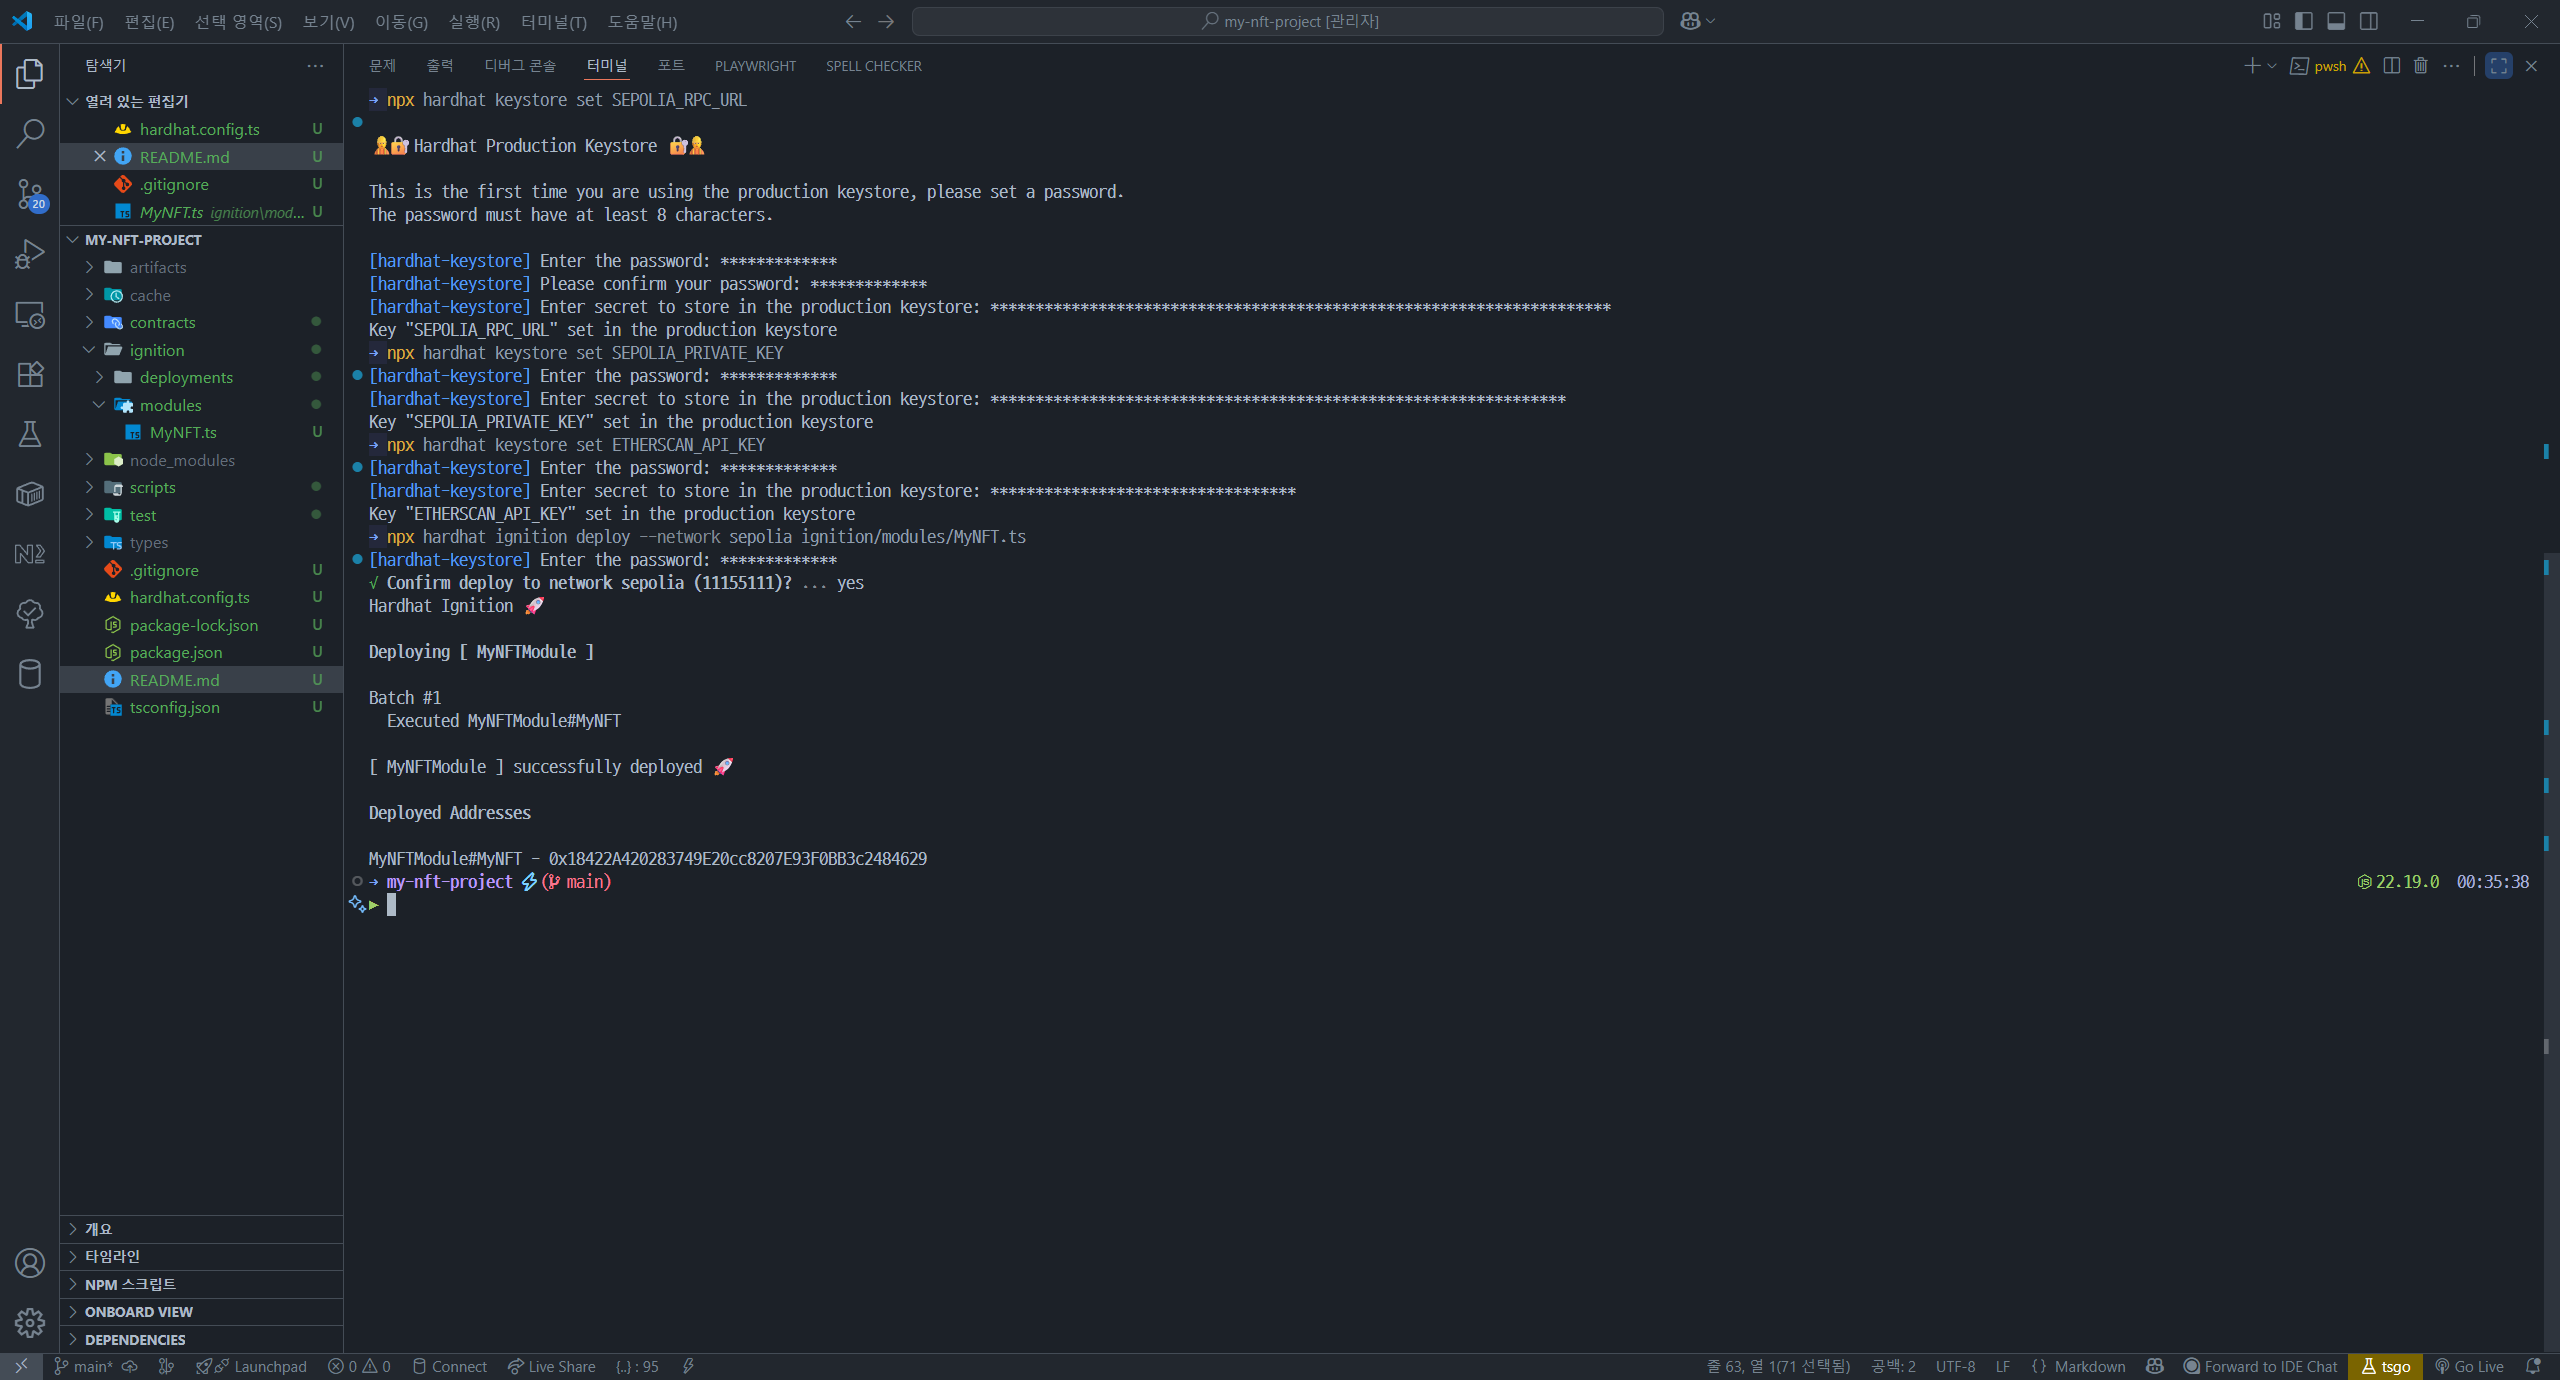 파일(F) 편집(E) 선택 영역(S) 보기(V) 이동(G) 실행(R) 터미널(T) 도움말(H)
my-nft-project [관리자]
탐색기
열려 있는 편집기
hardhat.config.ts U
README.md U
.gitignore U
MyNFT.ts ignition\mod... U
MY-NFT-PROJECT
artifacts
cache
contracts
ignition
deployments
modules
MyNFT.ts U
node_modules
scripts
test
types
.gitignore U
hardhat.config.ts U
package-lock.json U
package.json U
README.md U
tsconfig.json U
개요
타임라인
NPM 스크립트
ONBOARD VIEW
DEPENDENCIES
20
문제 출력 디버그 콘솔 터미널 포트 PLAYWRIGHT SPELL CHECKER
pwsh
→ npx hardhat keystore set SEPOLIA_RPC_URL
Hardhat Production Keystore
This is the first time you are using the production keystore, please set a password.
The password must have at least 8 characters.
[hardhat-keystore] Enter the password: *************
[hardhat-keystore] Please confirm your password: *************
[hardhat-keystore] Enter secret to store in the production keystore: *********************************************************************
Key "SEPOLIA_RPC_URL" set in the production keystore
→ npx hardhat keystore set SEPOLIA_PRIVATE_KEY
[hardhat-keystore] Enter the password: *************
[hardhat-keystore] Enter secret to store in the production keystore: ****************************************************************
Key "SEPOLIA_PRIVATE_KEY" set in the production keystore
→ npx hardhat keystore set ETHERSCAN_API_KEY
[hardhat-keystore] Enter the password: *************
[hardhat-keystore] Enter secret to store in the production keystore: **********************************
Key "ETHERSCAN_API_KEY" set in the production keystore
→ npx hardhat ignition deploy --network sepolia ignition/modules/MyNFT.ts
[hardhat-keystore] Enter the password: *************
√ Confirm deploy to network sepolia (11155111)? ... yes
Hardhat Ignition 🚀
Deploying [ MyNFTModule ]
Batch #1
Executed MyNFTModule#MyNFT
[ MyNFTModule ] successfully deployed 🚀
Deployed Addresses
MyNFTModule#MyNFT - 0x18422A420283749E20cc8207E93F0BB3c2484629
→ my-nft-project ⚡(main) 22.19.0 00:35:38
main* Launchpad 0 0 Connect Live Share {..} : 95 줄 63, 열 1(71 선택됨) 공백: 2 UTF-8 LF {} Markdown Forward to IDE Chat tsgo Go Live